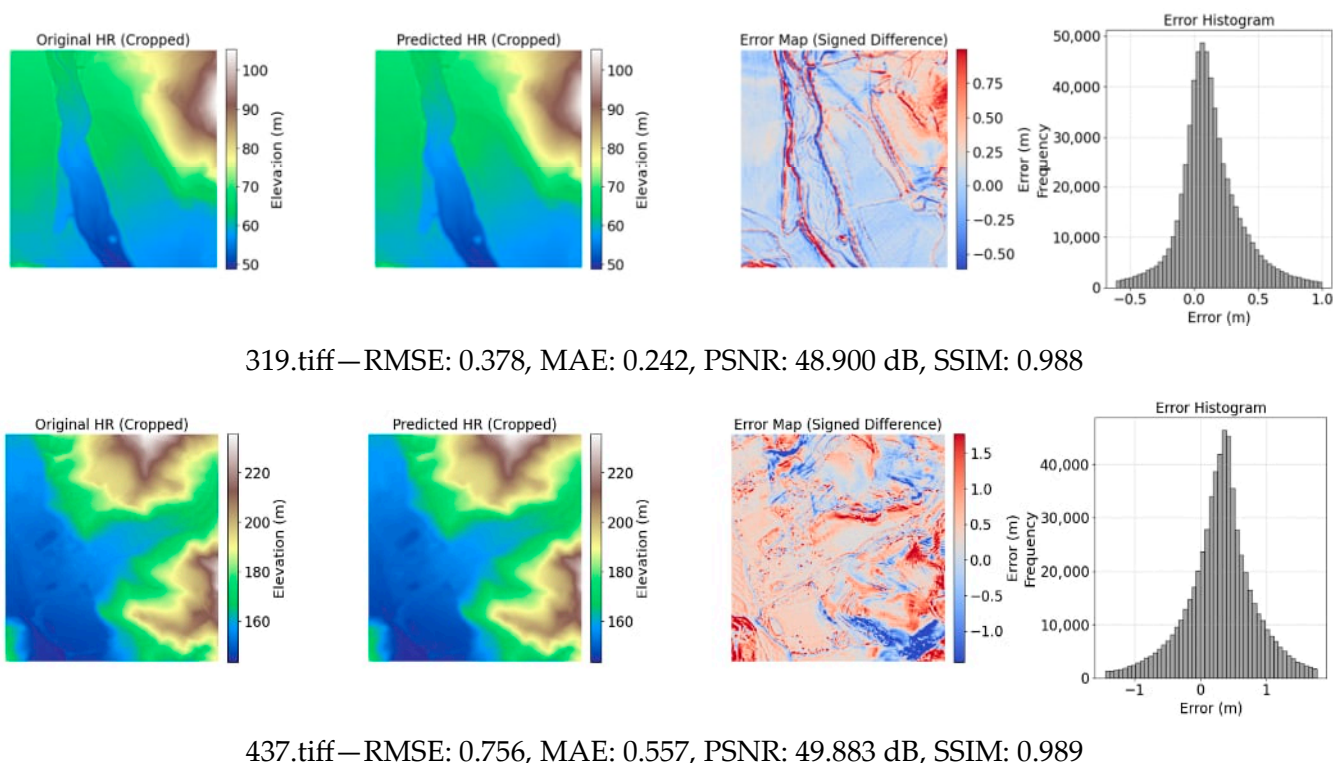 Original HR (Cropped)
100
90
80
70
60
50
Elevation (m)
Predicted HR (Cropped)
100
90
80
70
60
50
Elevation (m)
Error Map (Signed Difference)
0.75
0.50
0.25
0.00
−0.25
−0.50
Error (m)
Error Histogram
50,000
40,000
30,000
20,000
10,000
0
Frequency
−0.5
0.0
0.5
1.0
Error (m)
319.tiff—RMSE: 0.378, MAE: 0.242, PSNR: 48.900 dB, SSIM: 0.988
Original HR (Cropped)
220
200
180
160
Elevation (m)
Predicted HR (Cropped)
220
200
180
160
Elevation (m)
Error Map (Signed Difference)
1.5
1.0
0.5
0.0
−0.5
−1.0
Error (m)
Error Histogram
40,000
30,000
20,000
10,000
0
Frequency
−1
0
1
Error (m)
437.tiff—RMSE: 0.756, MAE: 0.557, PSNR: 49.883 dB, SSIM: 0.989